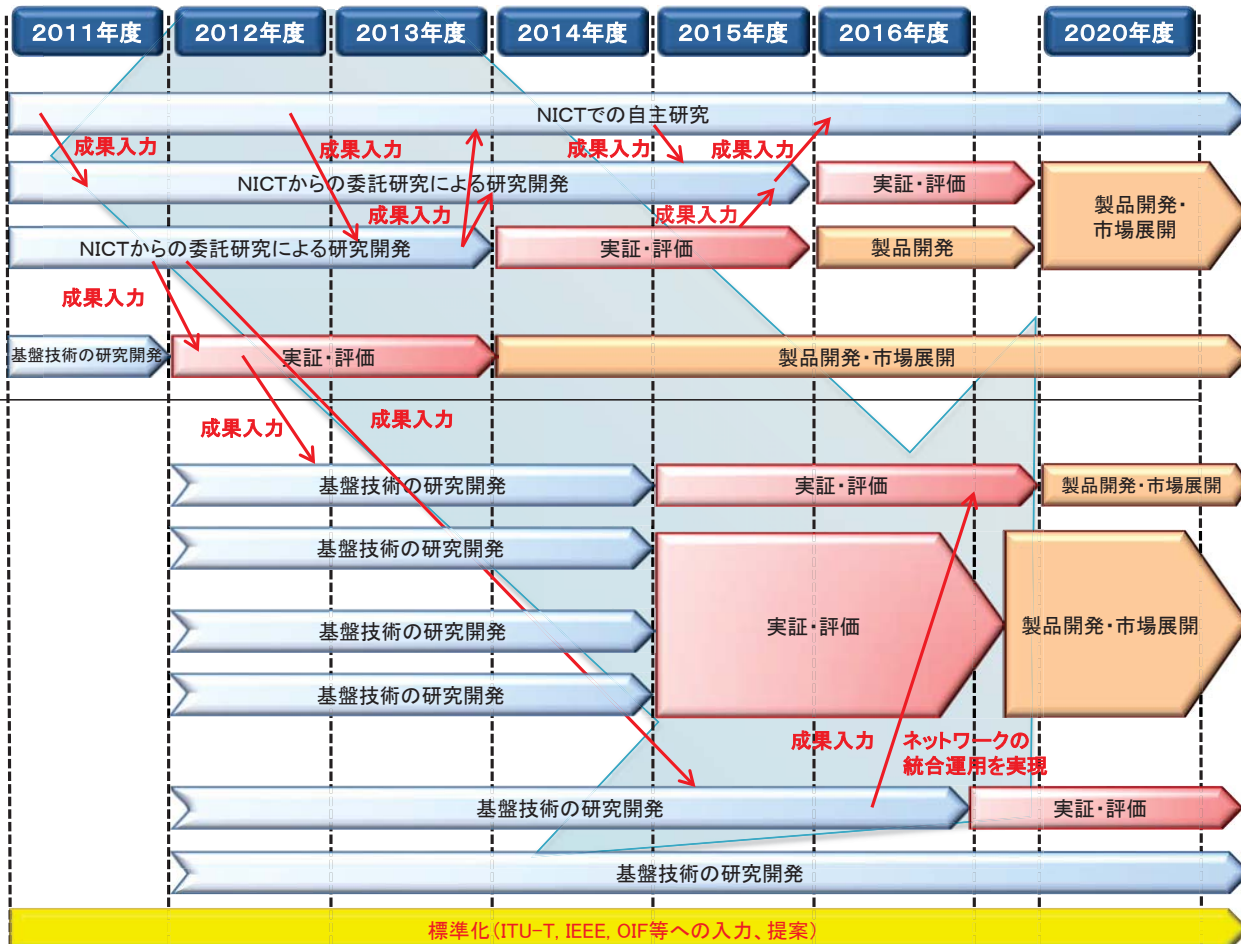 2011年度
2012年度
2013年度
2014年度
2015年度
2016年度
2020年度
NICTでの自主研究
成果入力
成果入力
成果入力
成果入力
NICTからの委託研究による研究開発
実証・評価
製品開発・
市場展開
成果入力
成果入力
NICTからの委託研究による研究開発
実証・評価
製品開発
成果入力
基盤技術の研究開発
実証・評価
製品開発・市場展開
成果入力
成果入力
基盤技術の研究開発
実証・評価
製品開発・市場展開
基盤技術の研究開発
基盤技術の研究開発
実証・評価
製品開発・市場展開
基盤技術の研究開発
成果入力
ネットワークの
統合運用を実現
基盤技術の研究開発
実証・評価
基盤技術の研究開発
標準化(ITU-T, IEEE, OIF等への入力、提案)